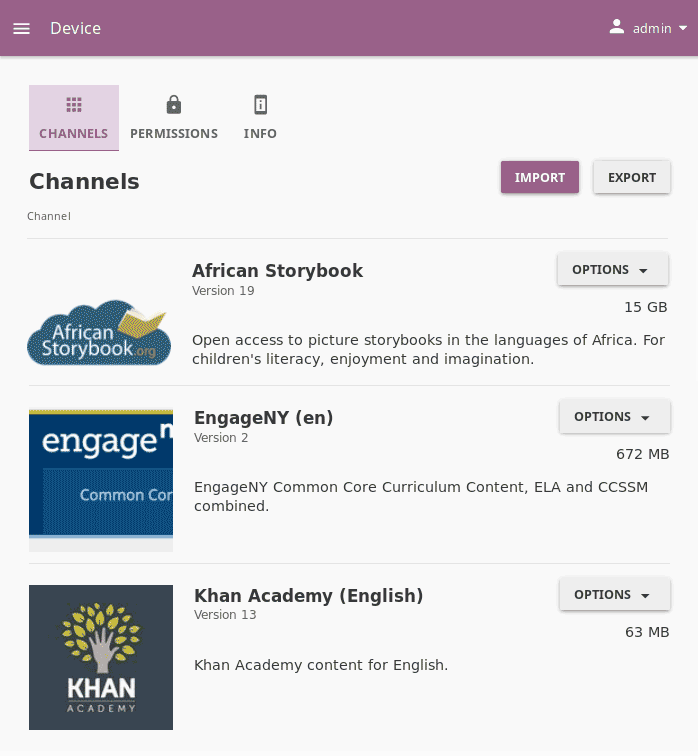 Device
admin
CHANNELS
PERMISSIONS
INFO
Channels
IMPORT
EXPORT
Channel
African Storybook
OPTIONS
Version 19
15 GB
African
Storybook.org
Open access to picture storybooks in the languages of Africa. For
children's literacy, enjoyment and imagination.
EngageNY (en)
OPTIONS
Version 2
engage
672 MB
Common Cor
EngageNY Common Core Curriculum Content, ELA and CCSSM
combined.
Khan Academy (English)
OPTIONS
Version 13
63 MB
Khan Academy content for English.
KHAN
ACADEMY